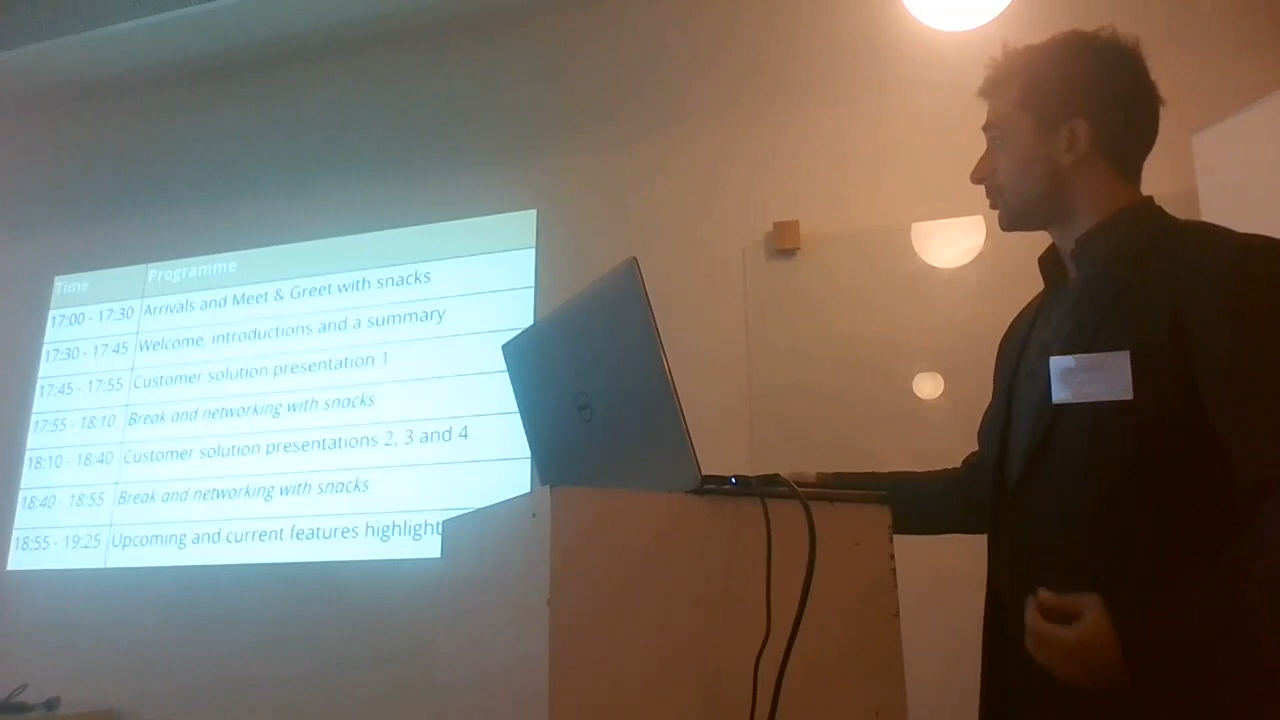 Time Programme
17:00 - 17:30 Arrivals and Meet & Greet with snacks
17:30 - 17:45 Welcome, introductions and a summary
17:45 - 17:55 Customer solution presentation 1
17:55 - 18:10 Break and networking with snacks
18:10 - 18:40 Customer solution presentations 2, 3 and 4
18:40 - 18:55 Break and networking with snacks
18:55 - 19:25 Upcoming and current features highlight